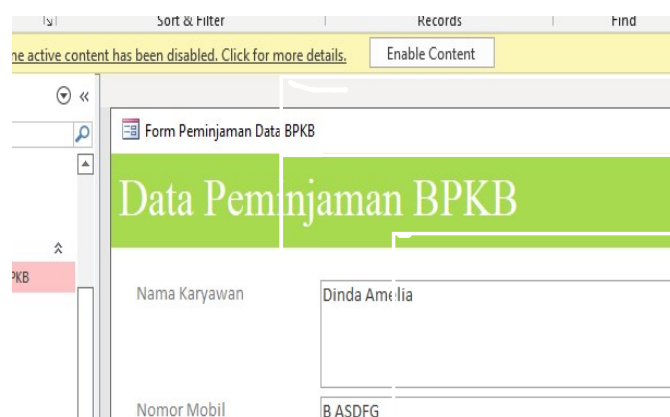 Sort & Filter Records Find
he active content has been disabled. Click for more details. Enable Content
Form Peminjaman Data BPKB
Data Peminjaman BPKB
PKB
Nama Karyawan Dinda Amelia
Nomor Mobil B ASDFG